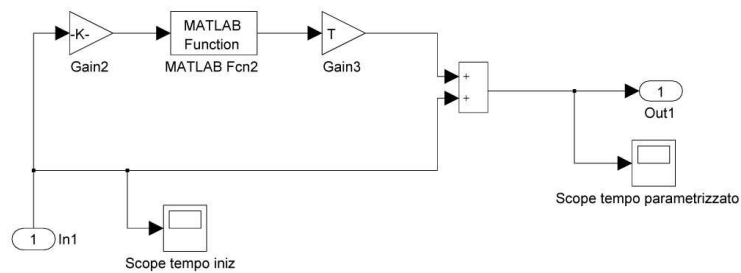 -K-
MATLAB
Function
T
Gain2
MATLAB Fcn2
Gain3
+
+
1
Out1
Scope tempo parametrizzato
1
In1
Scope tempo iniz